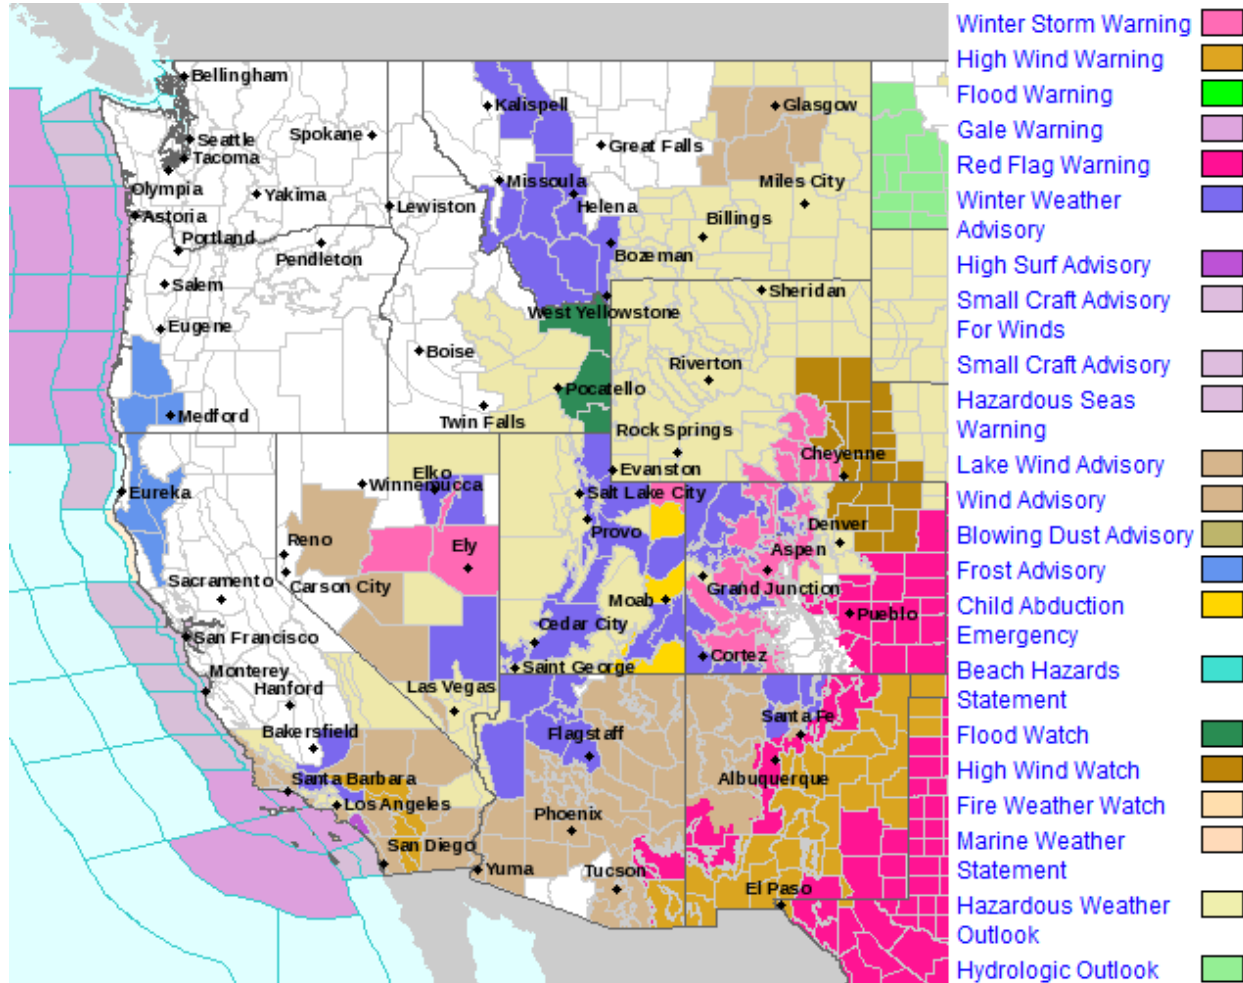 Bellingham
Kalispell
Glasgow
Seattle
Spokane
Great Falls
Tacoma
Olympia
Yakima
Missoula
Miles City
Astoria
Lewiston
Helena
Billings
Portland
Pendleton
Bozeman
Salem
Sheridan
West Yellowstone
Eugene
Boise
Riverton
Pocatello
Medford
Twin Falls
Rock Springs
Cheyenne
Elko
Evanston
Eureka
Winnemucca
Salt Lake City
Provo
Denver
Reno
Ely
Aspen
Sacramento
Carson City
Grand Junction
Moab
Pueblo
San Francisco
Cedar City
Cortez
Monterey
Saint George
Hanford
Las Vegas
Bakersfield
Flagstaff
Santa Fe
Santa Barbara
Albuquerque
Los Angeles
Phoenix
San Diego
Yuma
Tucson
El Paso
Winter Storm Warning
High Wind Warning
Flood Warning
Gale Warning
Red Flag Warning
Winter Weather
Advisory
High Surf Advisory
Small Craft Advisory
For Winds
Small Craft Advisory
Hazardous Seas
Warning
Lake Wind Advisory
Wind Advisory
Blowing Dust Advisory
Frost Advisory
Child Abduction
Emergency
Beach Hazards
Statement
Flood Watch
High Wind Watch
Fire Weather Watch
Marine Weather
Statement
Hazardous Weather
Outlook
Hydrologic Outlook